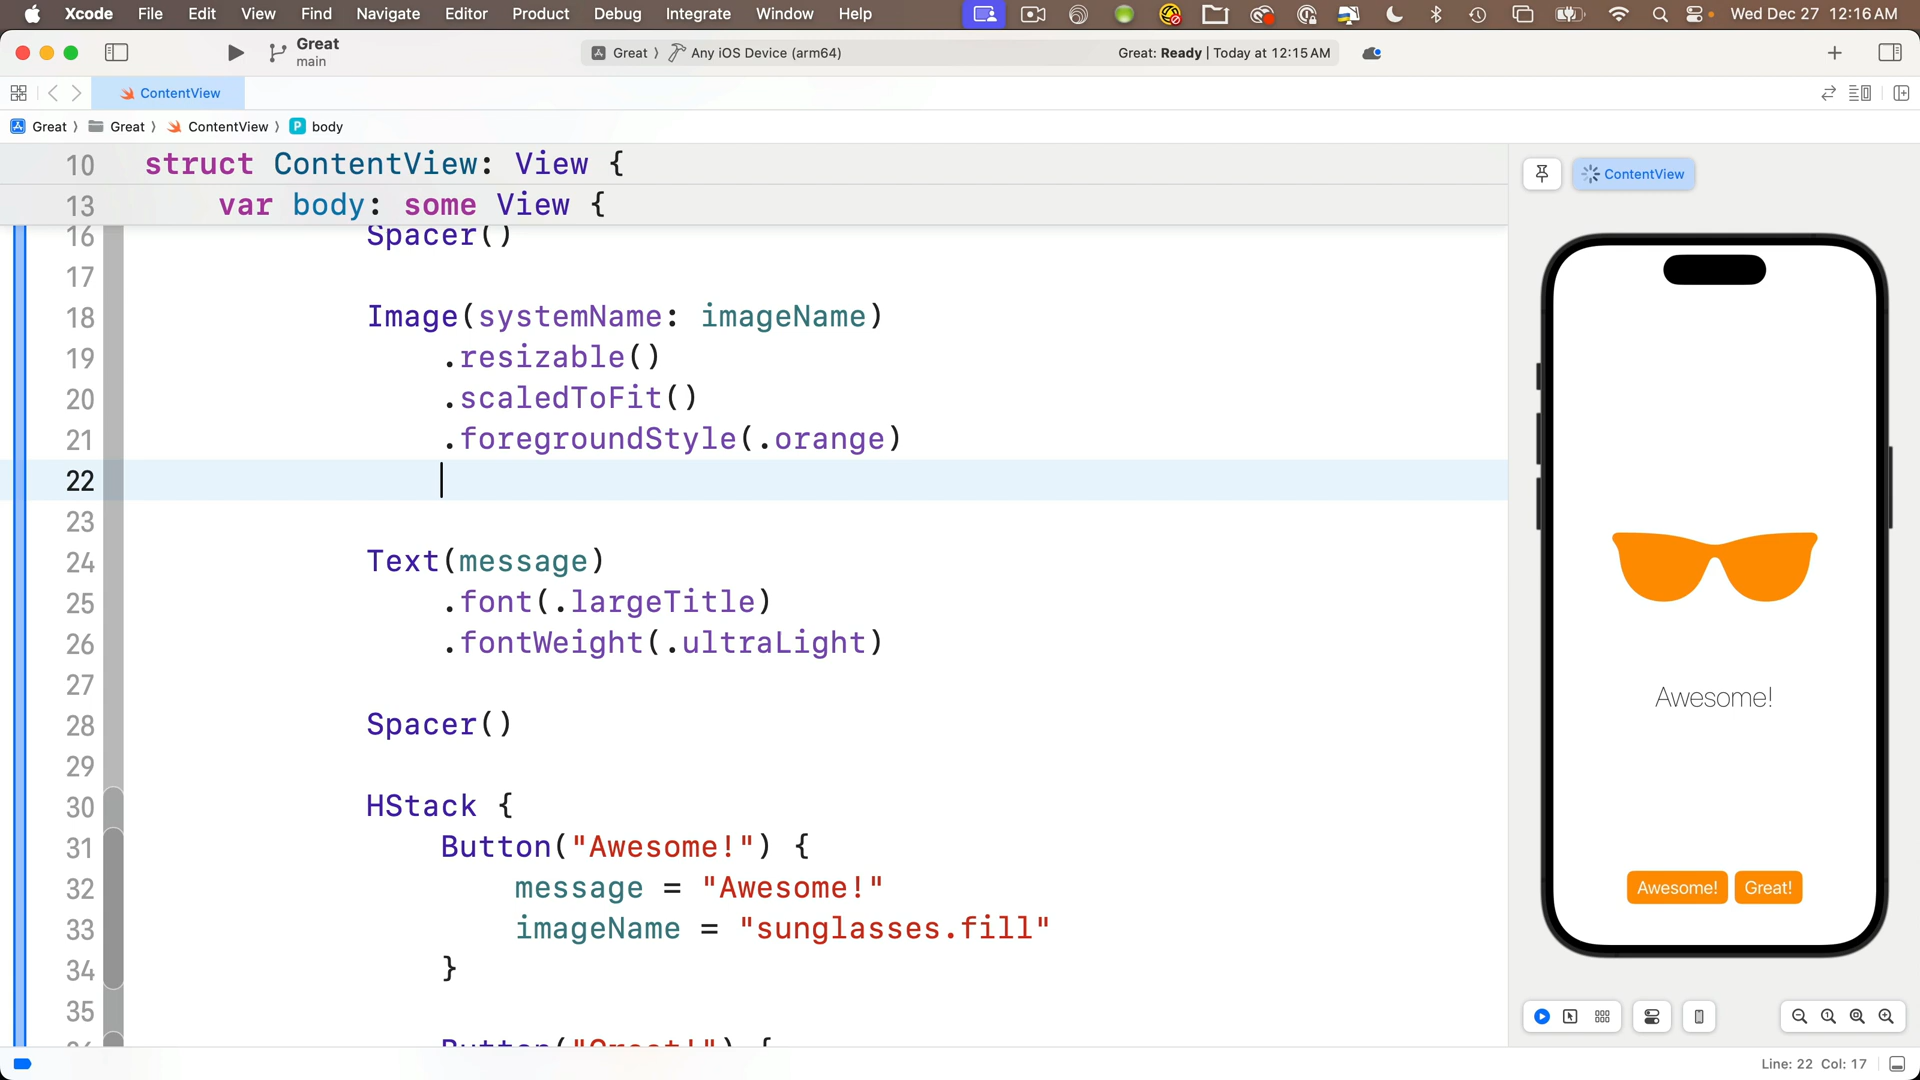 Xcode File Edit View Find Navigate Editor Product Debug Integrate Window Help Wed Dec 27 12:16 AM
Great
main
Great Any iOS Device (arm64) Great: Ready | Today at 12:15 AM
ContentView
Great Great ContentView P body
10 struct ContentView: View {
13 var body: some View {
16 Spacer()
17
18 Image(systemName: imageName)
19 .resizable()
20 .scaledToFit()
21 .foregroundStyle(.orange)
22
23
24 Text(message)
25 .font(.largeTitle)
26 .fontWeight(.ultraLight)
27
28 Spacer()
29
30 HStack {
31 Button("Awesome!") {
32 message = "Awesome!"
33 imageName = "sunglasses.fill"
34 }
35
36 Button("Great!") {
ContentView
Awesome!
Awesome! Great!
Line: 22 Col: 17